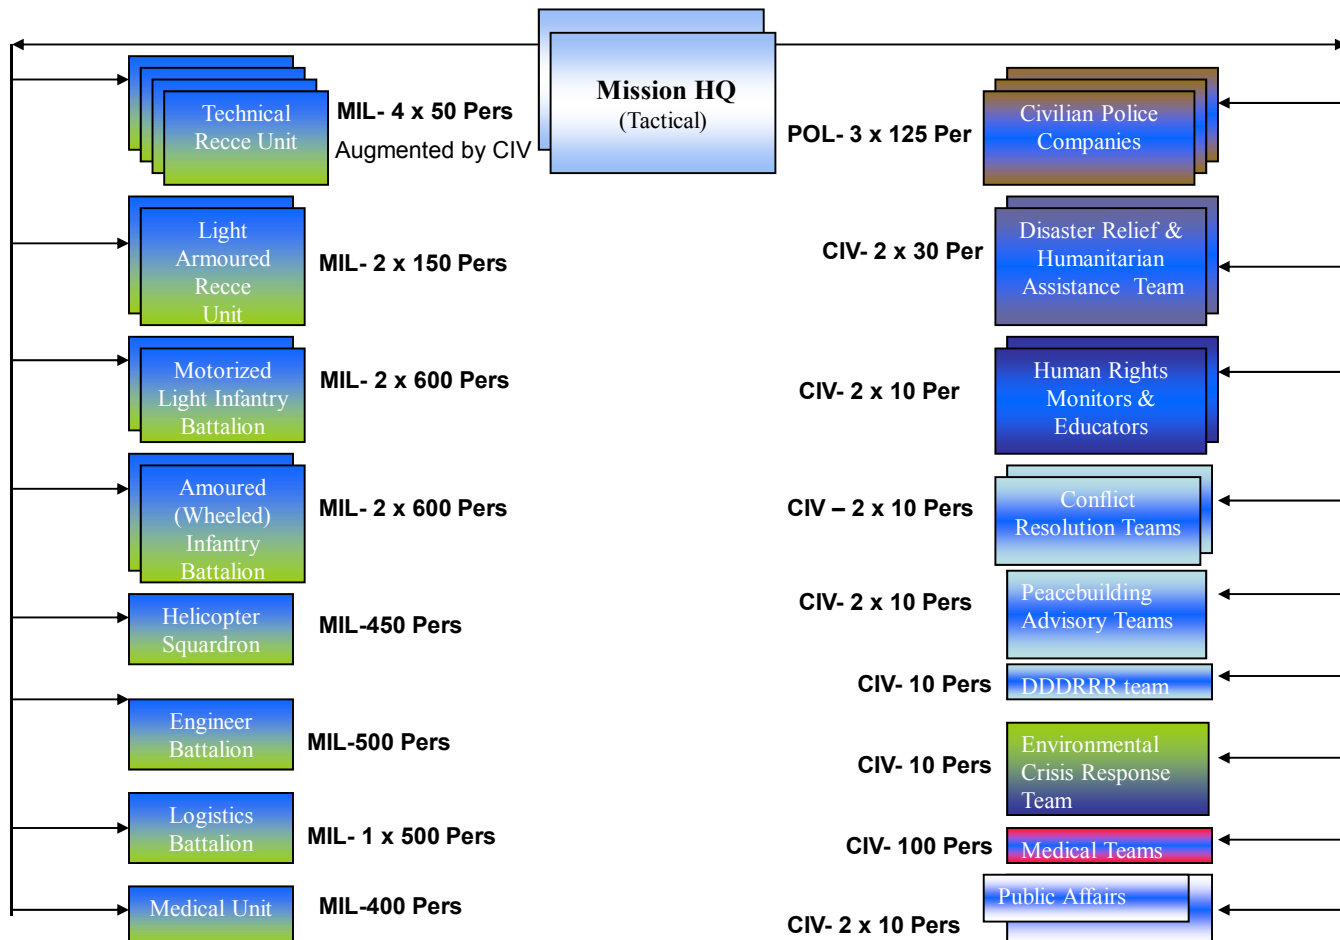 Mission HQ
(Tactical)
Technical
Recce Unit
MIL- 4 x 50 Pers
Augmented by CIV
Light
Armoured
Recce
Unit
MIL- 2 x 150 Pers
Motorized
Light Infantry
Battalion
MIL- 2 x 600 Pers
Amoured
(Wheeled)
Infantry
Battalion
MIL- 2 x 600 Pers
Helicopter
Squardron
MIL-450 Pers
Engineer
Battalion
MIL-500 Pers
Logistics
Battalion
MIL- 1 x 500 Pers
Medical Unit
MIL-400 Pers
POL- 3 x 125 Per
Civilian Police
Companies
CIV- 2 x 30 Per
Disaster Relief &
Humanitarian
Assistance Team
CIV- 2 x 10 Per
Human Rights
Monitors &
Educators
CIV – 2 x 10 Pers
Conflict
Resolution Teams
CIV- 2 x 10 Pers
Peacebuilding
Advisory Teams
CIV- 10 Pers
DDDRRR team
CIV- 10 Pers
Environmental
Crisis Response
Team
CIV- 100 Pers
Medical Teams
Public Affairs
CIV- 2 x 10 Pers